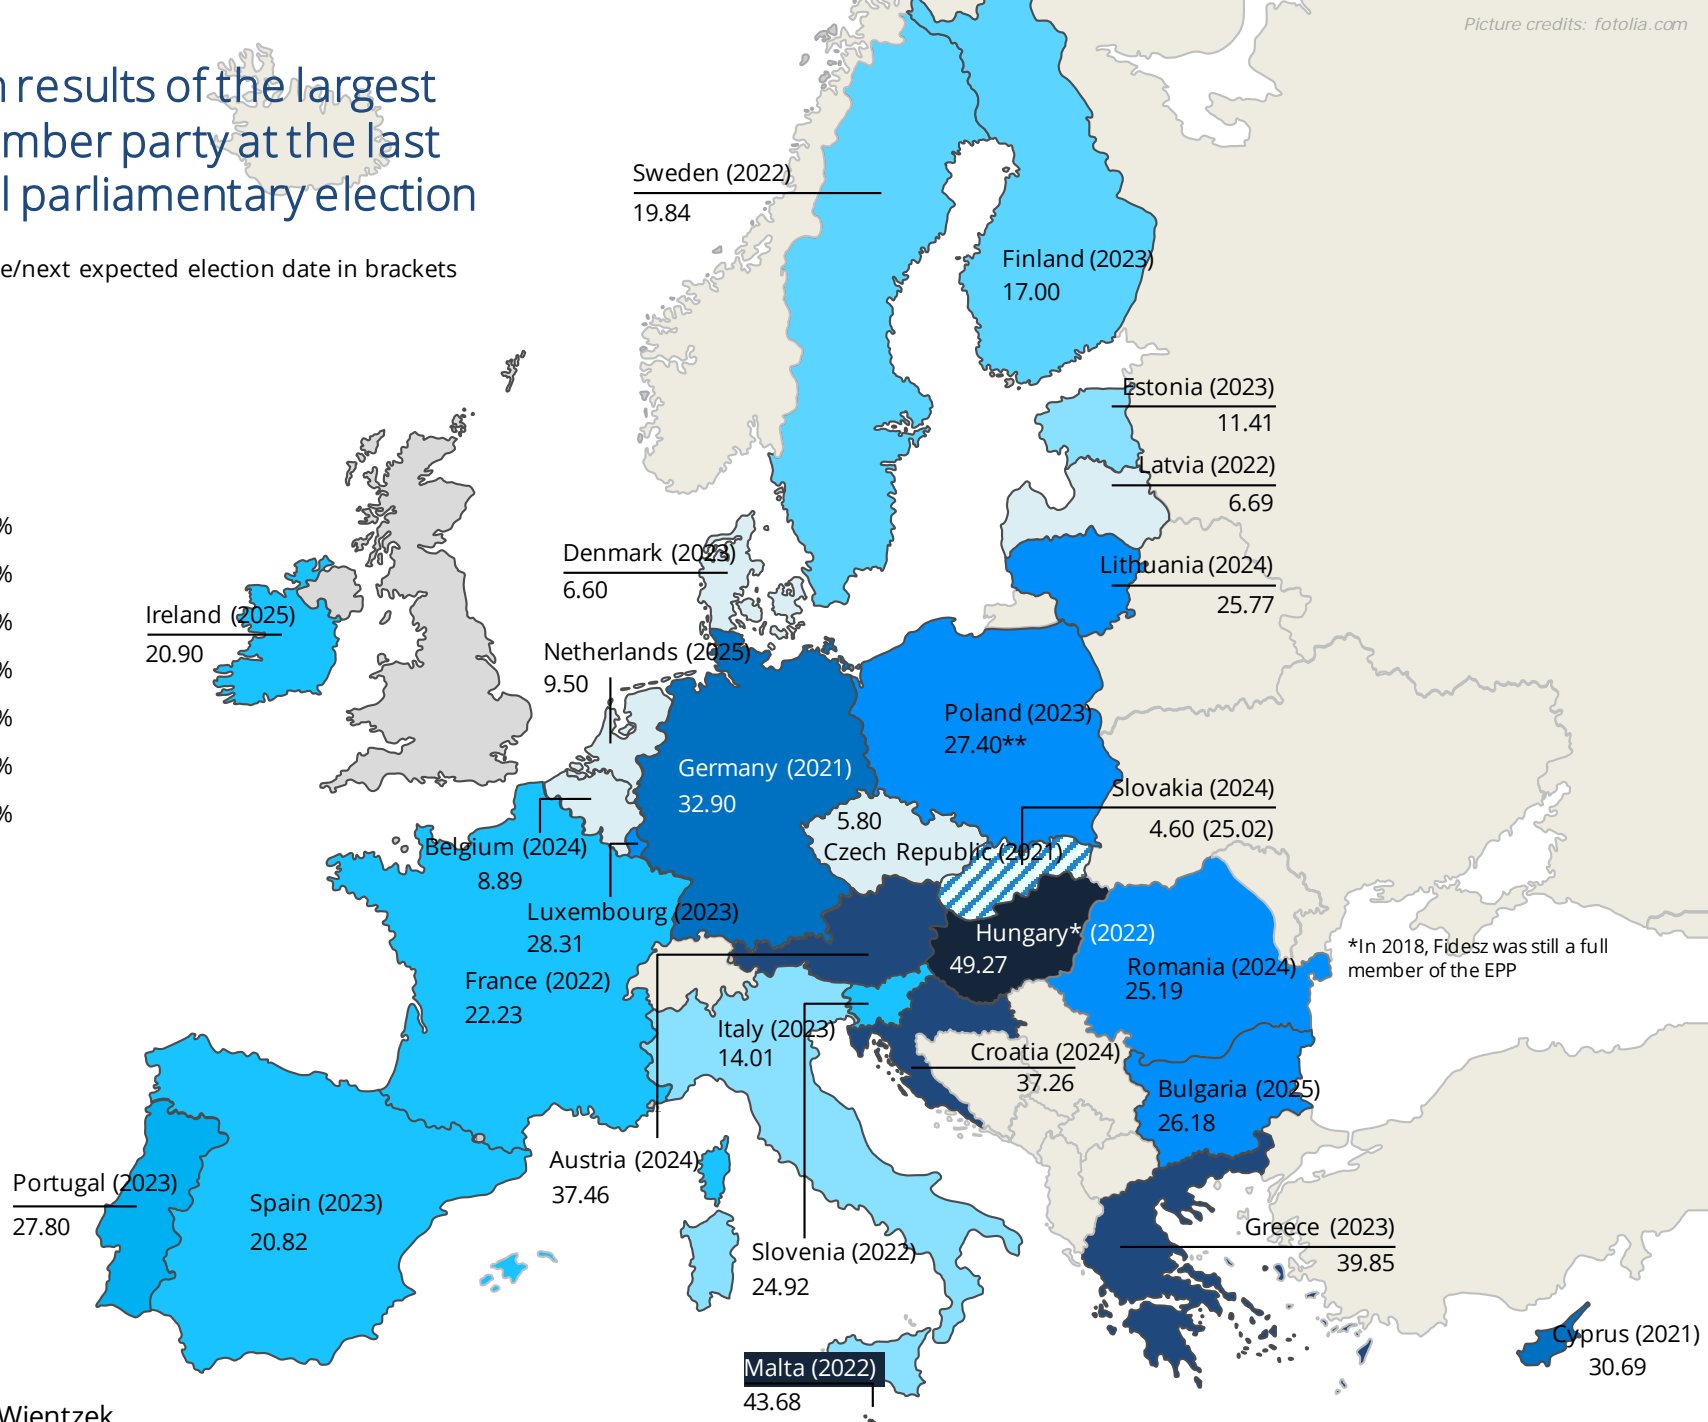 Picture credits: fotolia.com
results of the largest
mber party at the last
l parliamentary election
e/next expected election date in brackets
Sweden (2022)
19.84
Finland (2023)
17.00
Estonia (2023)
11.41
Latvia (2022)
6.69
%
Denmark (2023)
6.60
Lithuania (2024)
25.77
%
Ireland (2025)
20.90
%
Netherlands (2025)
9.50
%
Poland (2023)
27.40**
%
Germany (2021)
32.90
%
Slovakia (2024)
4.60 (25.02)
%
5.80
Czech Republic (2021)
Belgium (2024)
8.89
Luxembourg (2023)
28.31
Hungary* (2022)
49.27
*In 2018, Fidesz was still a full
member of the EPP
Romania (2024)
25.19
France (2022)
22.23
Italy (2023)
14.01
Croatia (2024)
37.26
Bulgaria (2025)
26.18
Austria (2024)
37.46
Portugal (2023)
27.80
Spain (2023)
20.82
Slovenia (2022)
24.92
Greece (2023)
39.85
Cyprus (2021)
30.69
Malta (2022)
43.68
Wientzek